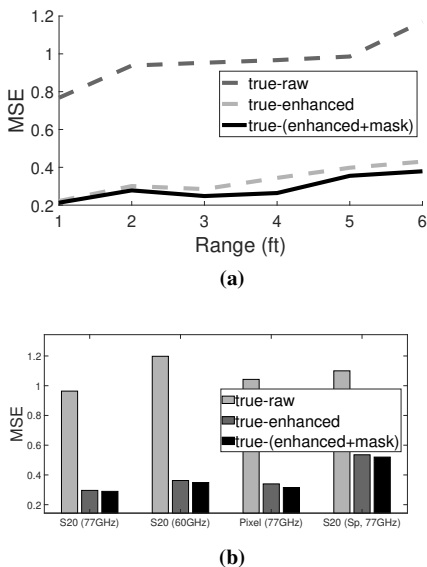 1.2
1
0.8
0.6
0.4
0.2
MSE
true-raw
true-enhanced
true-(enhanced+mask)
1 2 3 4 5 6
Range (ft)
(a)
1.2
1
0.8
0.6
0.4
0.2
MSE
true-raw
true-enhanced
true-(enhanced+mask)
S20 (77GHz) S20 (60GHz) Pixel (77GHz) S20 (Sp, 77GHz)
(b)